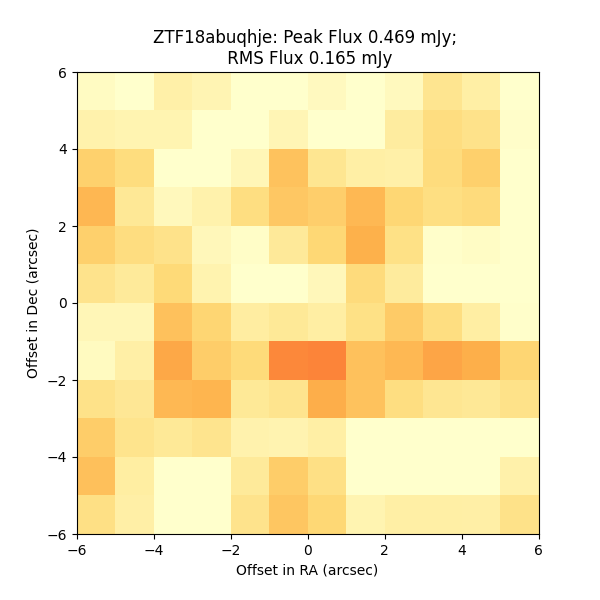 ZTF18abuqhje: Peak Flux 0.469 mJy;
RMS Flux 0.165 mJy
6
4
2
0
−2
−4
−6
Offset in Dec (arcsec)
−6 −4 −2 0 2 4 6
Offset in RA (arcsec)